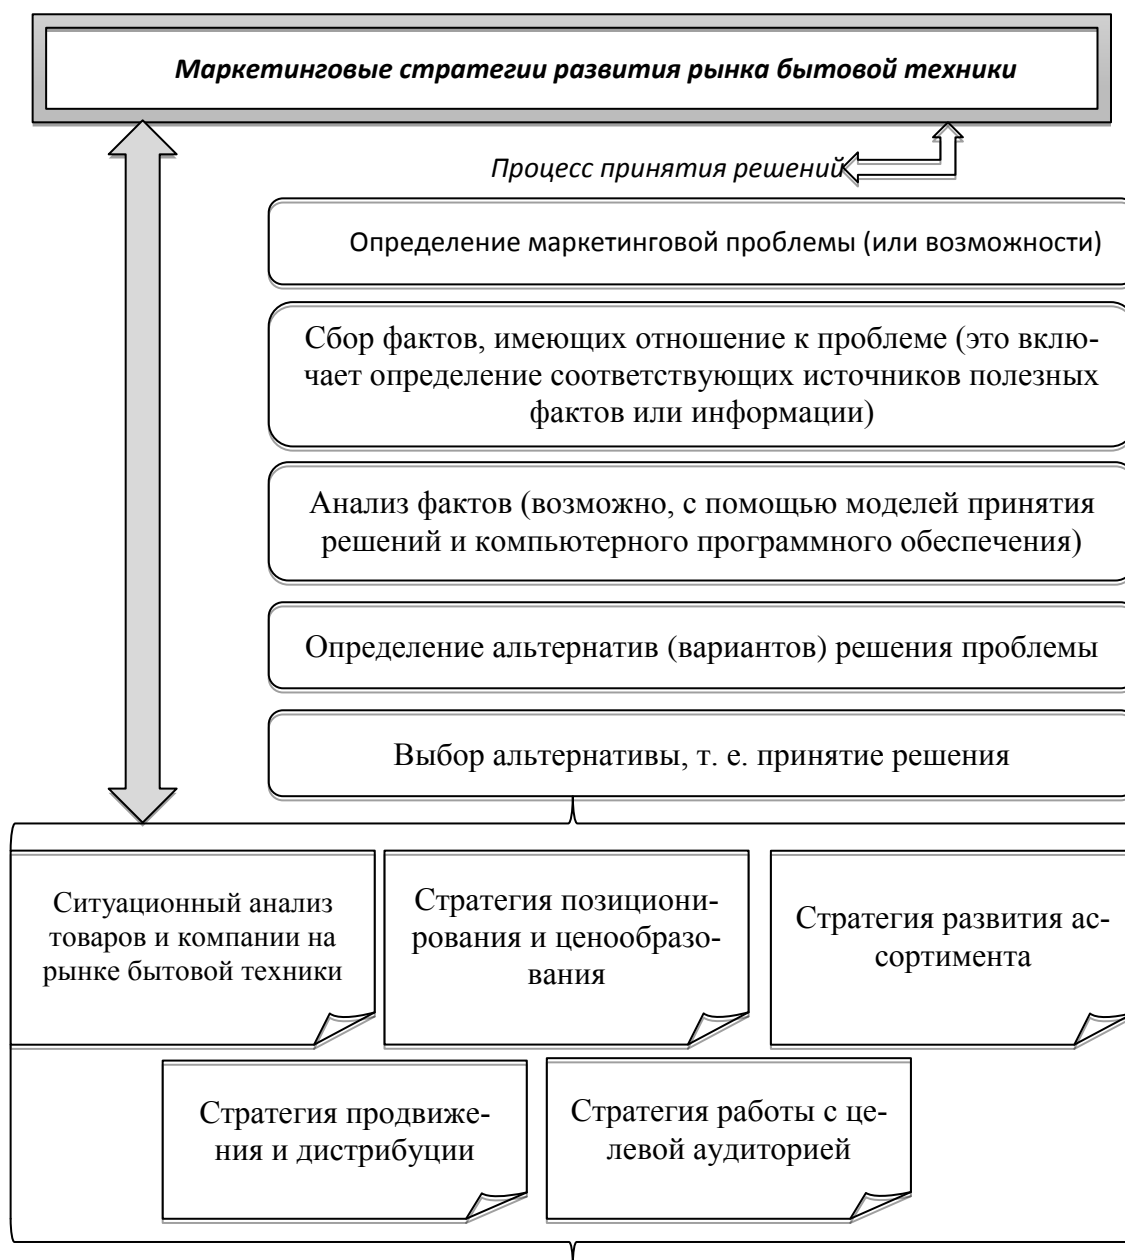 Маркетинговые стратегии развития рынка бытовой техники
Процесс принятия решений
Определение маркетинговой проблемы (или возможности)
Сбор фактов, имеющих отношение к проблеме (это вклю-
чает определение соответствующих источников полезных
фактов или информации)
Анализ фактов (возможно, с помощью моделей принятия
решений и компьютерного программного обеспечения)
Определение альтернатив (вариантов) решения проблемы
Выбор альтернативы, т. е. принятие решения
Ситуационный анализ
товаров и компании на
рынке бытовой техники
Стратегия позициони-
рования и ценообразо-
вания
Стратегия развития ас-
сортимента
Стратегия продвиже-
ния и дистрибуции
Стратегия работы с це-
левой аудиторией